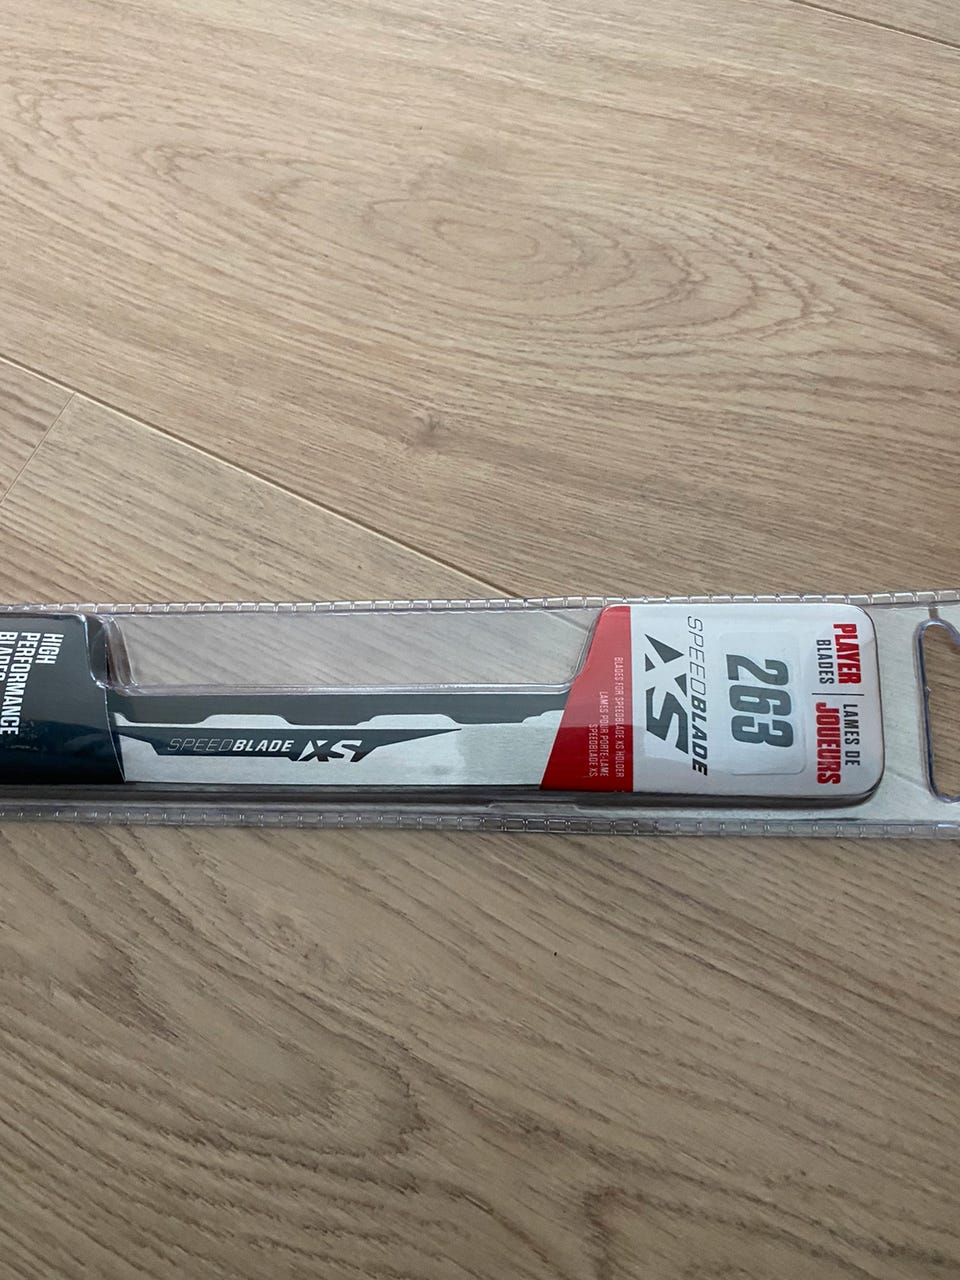 PLAYER
BLADES
LAMES DE
JOUEURS
263
SPEEDBLADE
XS
BLADES FOR SPEEDBLADE XS HOLDER
LAMES POUR PORTE-LAME
SPEEDBLADE XS
SPEEDBLADE XS
HIGH
PERFORMANCE
BLADES